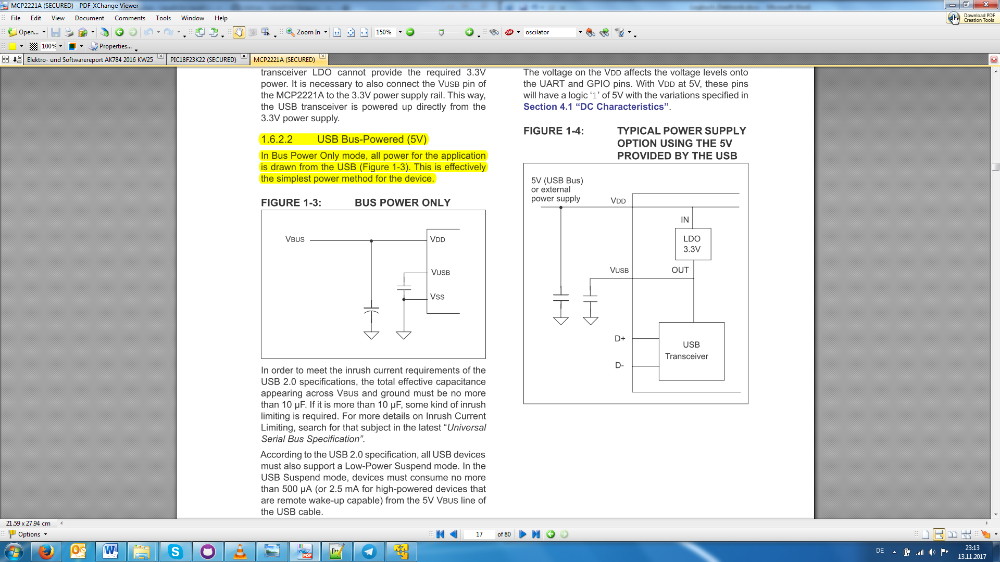 MCP2221A (SECURED) - PDF-XChange Viewer
File Edit View Document Comments Tools Window Help
Download PDF
Creation Tools
Open... Zoom In 150% oscilator
100% Properties...
Elektro- und Softwarereport AK784 2016 KW25 PIC18F23K22 (SECURED) MCP2221A (SECURED)
transceiver LDO cannot provide the required 3.3V
power. It is necessary to also connect the VUSB pin of
the MCP2221A to the 3.3V power supply rail. This way,
the USB transceiver is powered up directly from the
3.3V power supply.
1.6.2.2 USB Bus-Powered (5V)
In Bus Power Only mode, all power for the application
is drawn from the USB (Figure 1-3). This is effectively
the simplest power method for the device.
FIGURE 1-3: BUS POWER ONLY
VBUS
VDD
VUSB
VSS
In order to meet the inrush current requirements of the
USB 2.0 specifications, the total effective capacitance
appearing across VBUS and ground must be no more
than 10 µF. If it is more than 10 µF, some kind of inrush
limiting is required. For more details on Inrush Current
Limiting, search for that subject in the latest “Universal
Serial Bus Specification”.
According to the USB 2.0 specification, all USB devices
must also support a Low-Power Suspend mode. In the
USB Suspend mode, devices must consume no more
than 500 µA (or 2.5 mA for high-powered devices that
are remote wake-up capable) from the 5V VBUS line of
the USB cable.
The voltage on the VDD affects the voltage levels onto
the UART and GPIO pins. With VDD at 5V, these pins
will have a logic ‘1’ of 5V with the variations specified in
Section 4.1 “DC Characteristics”.
FIGURE 1-4: TYPICAL POWER SUPPLY
OPTION USING THE 5V
PROVIDED BY THE USB
5V (USB Bus)
or external
power supply
VDD
IN
LDO
3.3V
VUSB
OUT
D+
USB
Transceiver
D-
21.59 x 27.94 cm
Options 17 of 80
DE
23:13
13.11.2017